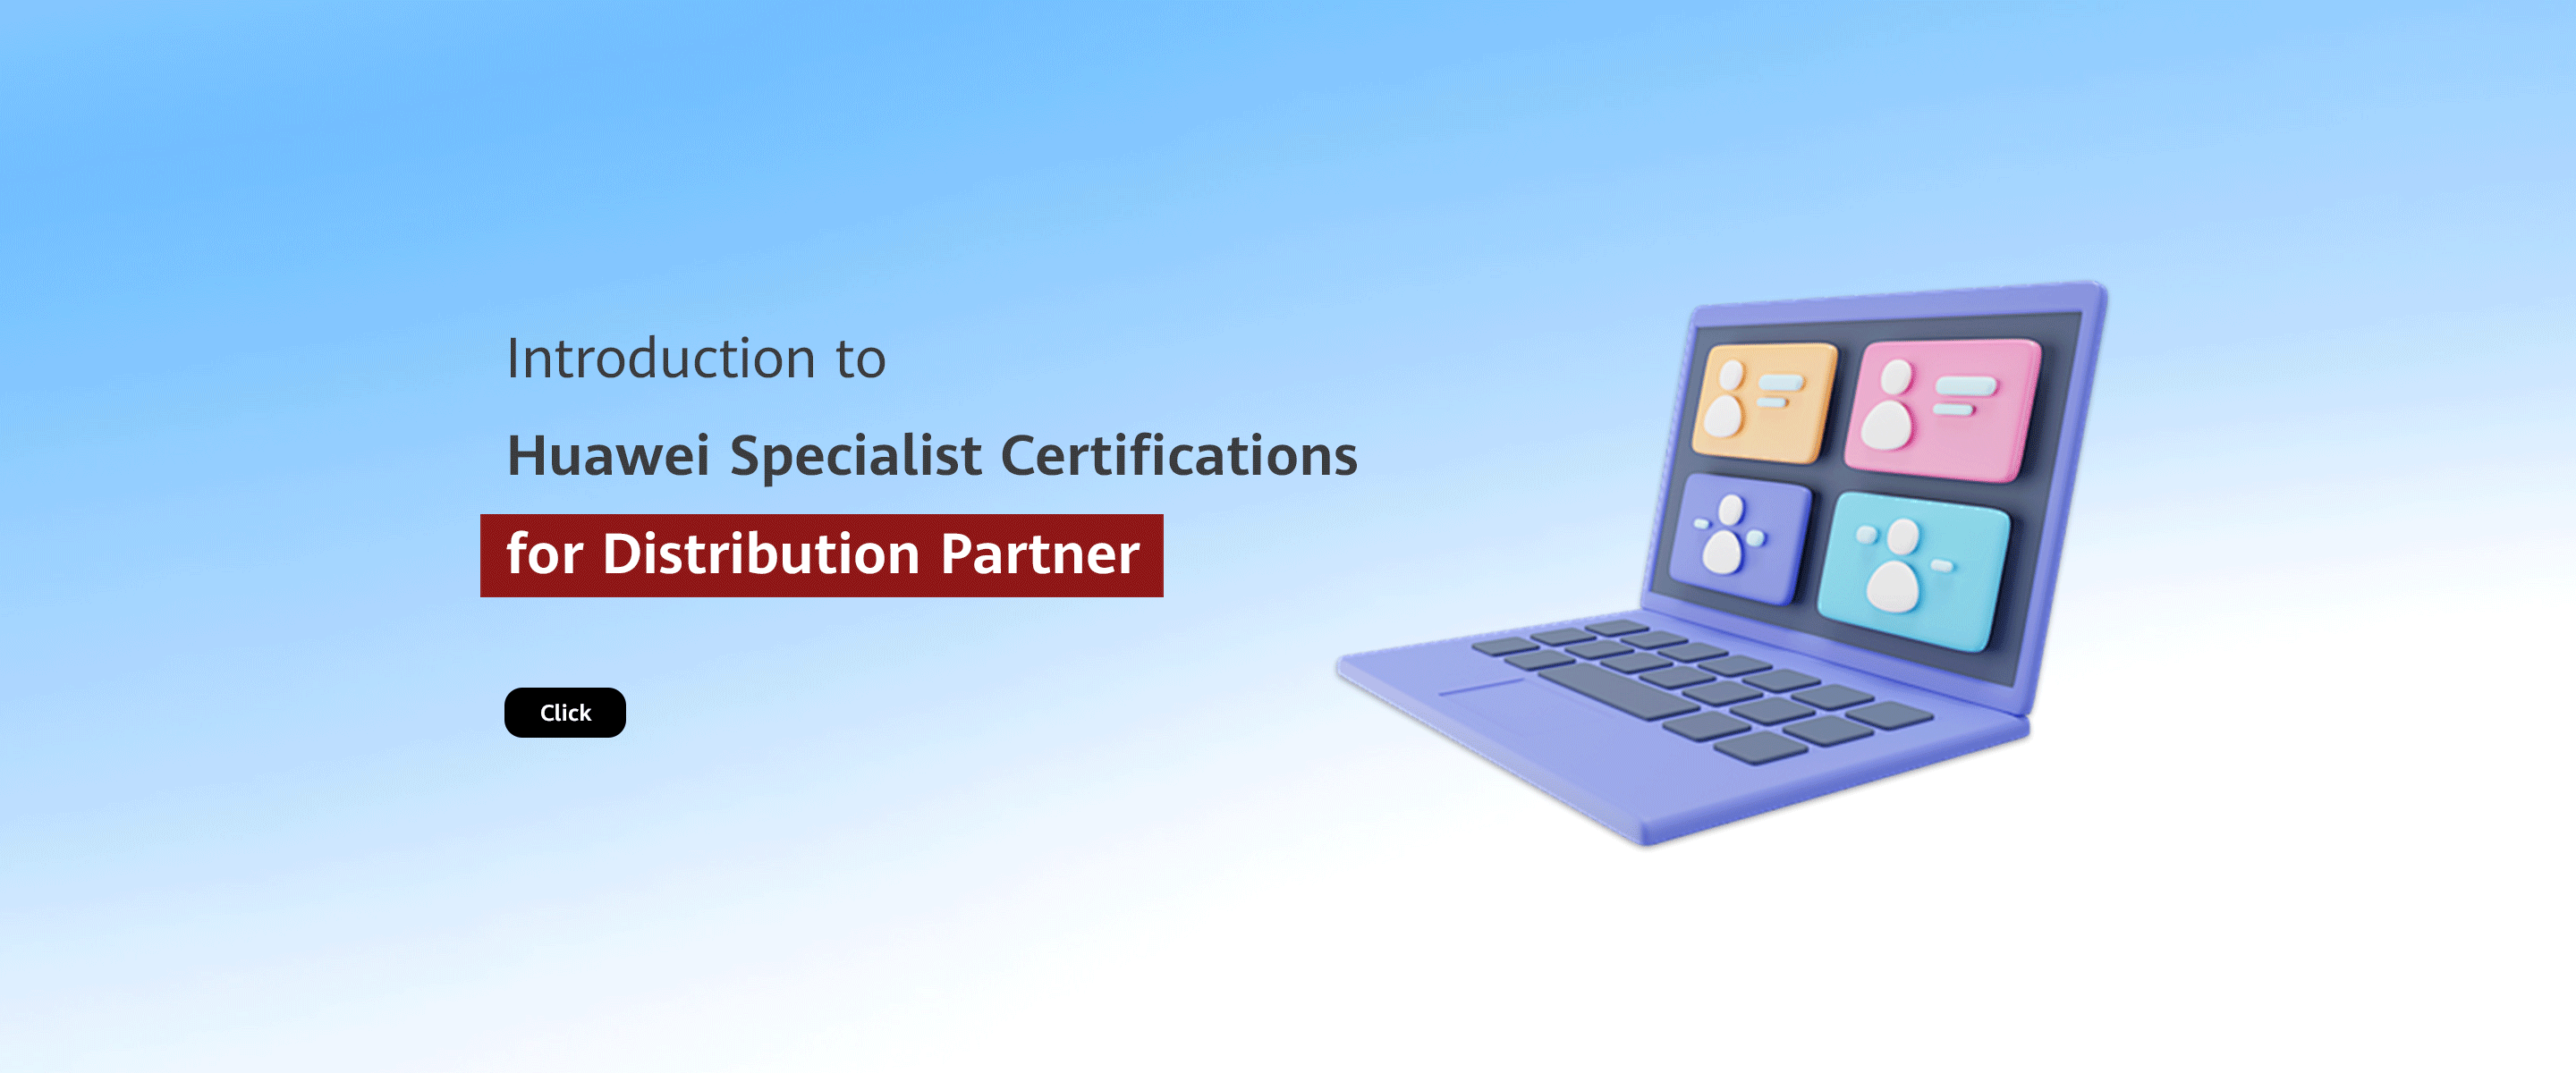 Introduction to
Huawei Specialist Certifications
for Distribution Partner
Click